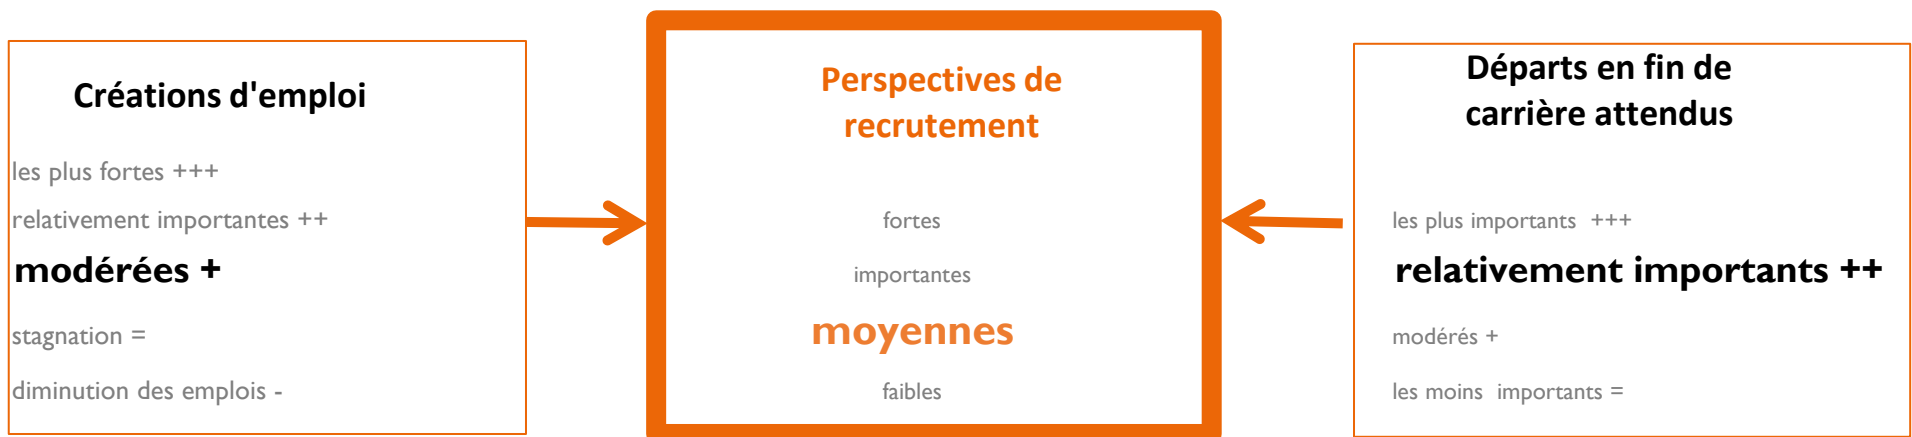 Créations d'emploi
les plus fortes +++
relativement importantes ++
modérées +
stagnation =
diminution des emplois -
Perspectives de
recrutement
fortes
importantes
moyennes
faibles
Départs en fin de
carrière attendus
les plus importants +++
relativement importants ++
modérés +
les moins importants =